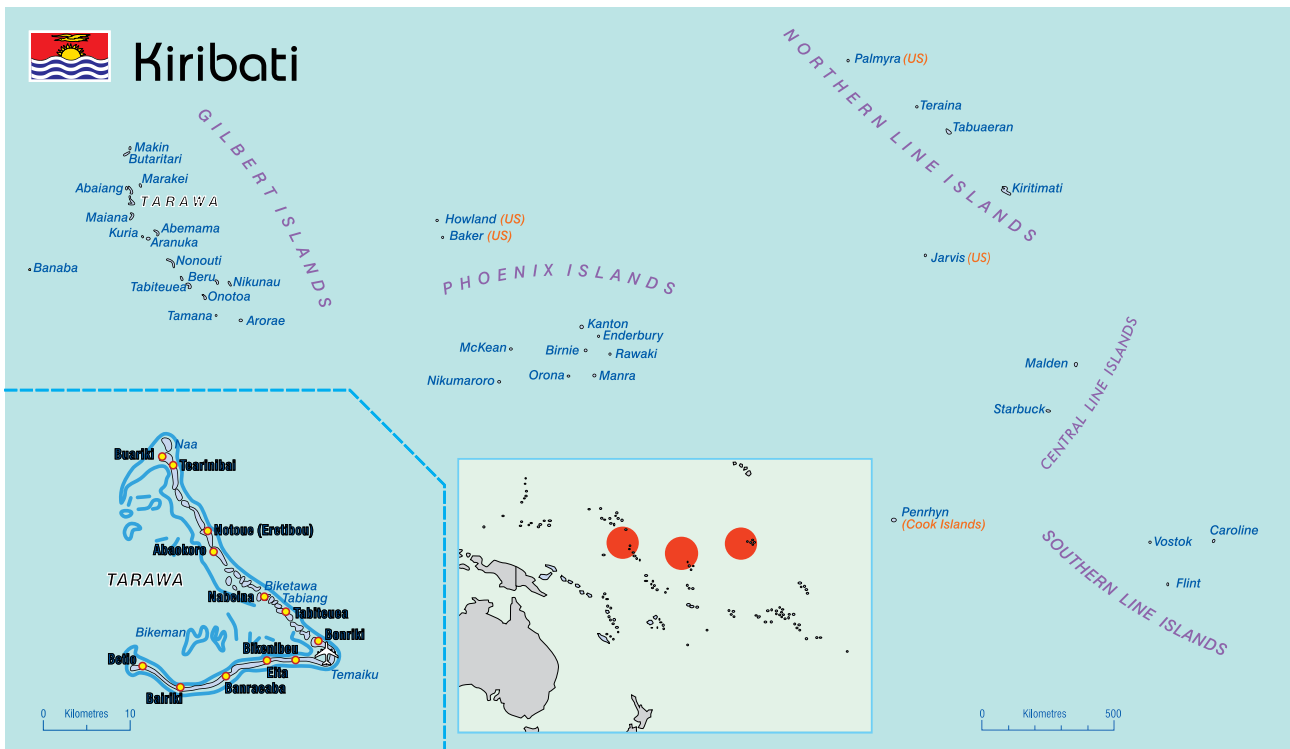 Kiribati
GILBERT ISLANDS
Makin
Butaritari
Marakei
Abaiang
TARAWA
Maiana
Abemama
Kuria
Aranuka
Banaba
Nonouti
Beru
Nikunau
Tabiteuea
Onotoa
Tamana
Arorae
Howland (US)
Baker (US)
PHOENIX ISLANDS
Kanton
Enderbury
McKean
Birnie
Rawaki
Nikumaroro
Orona
Manra
NORTHERN LINE ISLANDS
Palmyra (US)
Teraina
Tabuaeran
Kiritimati
Jarvis (US)
CENTRAL LINE ISLANDS
Malden
Starbuck
Penrhyn
(Cook Islands)
SOUTHERN LINE ISLANDS
Caroline
Vostok
Flint
Naa
Buariki
Tearinibai
Notoue (Eretibou)
Abaokoro
TARAWA
Biketawa
Nabeina
Tabiang
Tabiteuea
Bikeman
Bonriki
Bikenibeu
Betio
Eita
Temaiku
Banraeaba
Bairiki
0 Kilometres 10
0 Kilometres 500